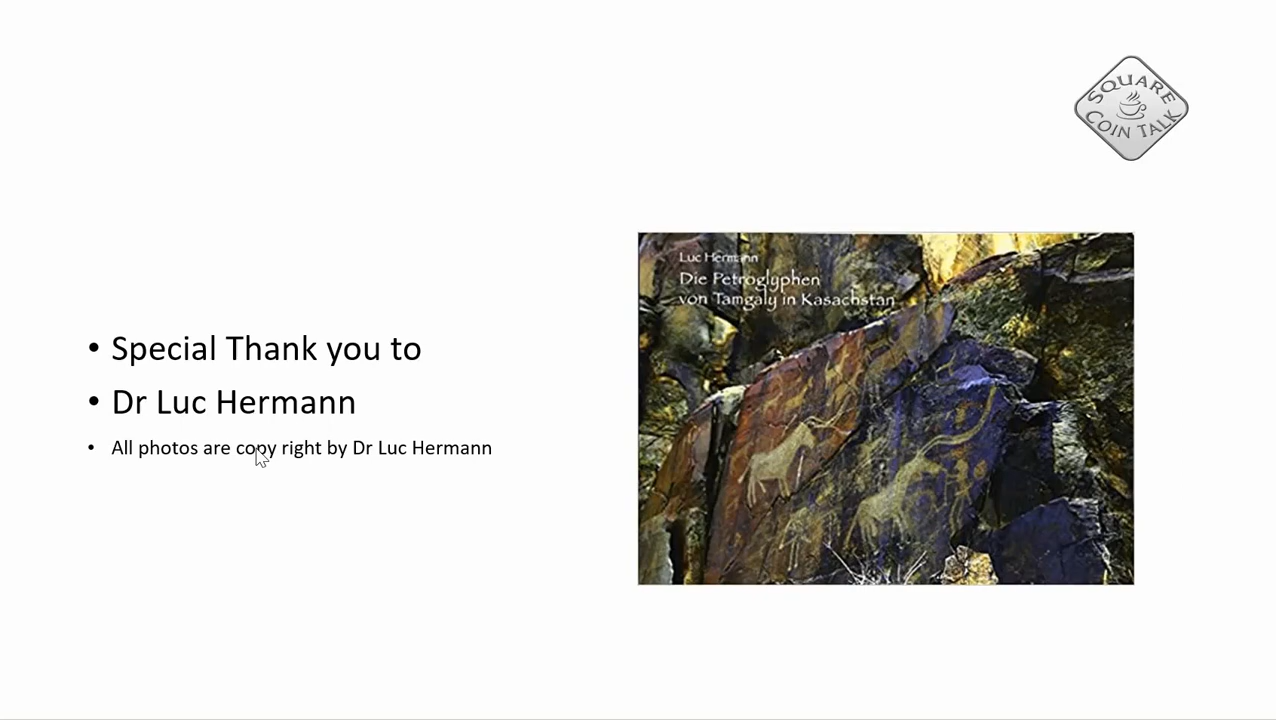 SQUARE
COIN TALK
Luc Hermann
Die Petroglyphen
von Tamgaly in Kasachstan
• Special Thank you to
• Dr Luc Hermann
• All photos are copy right by Dr Luc Hermann